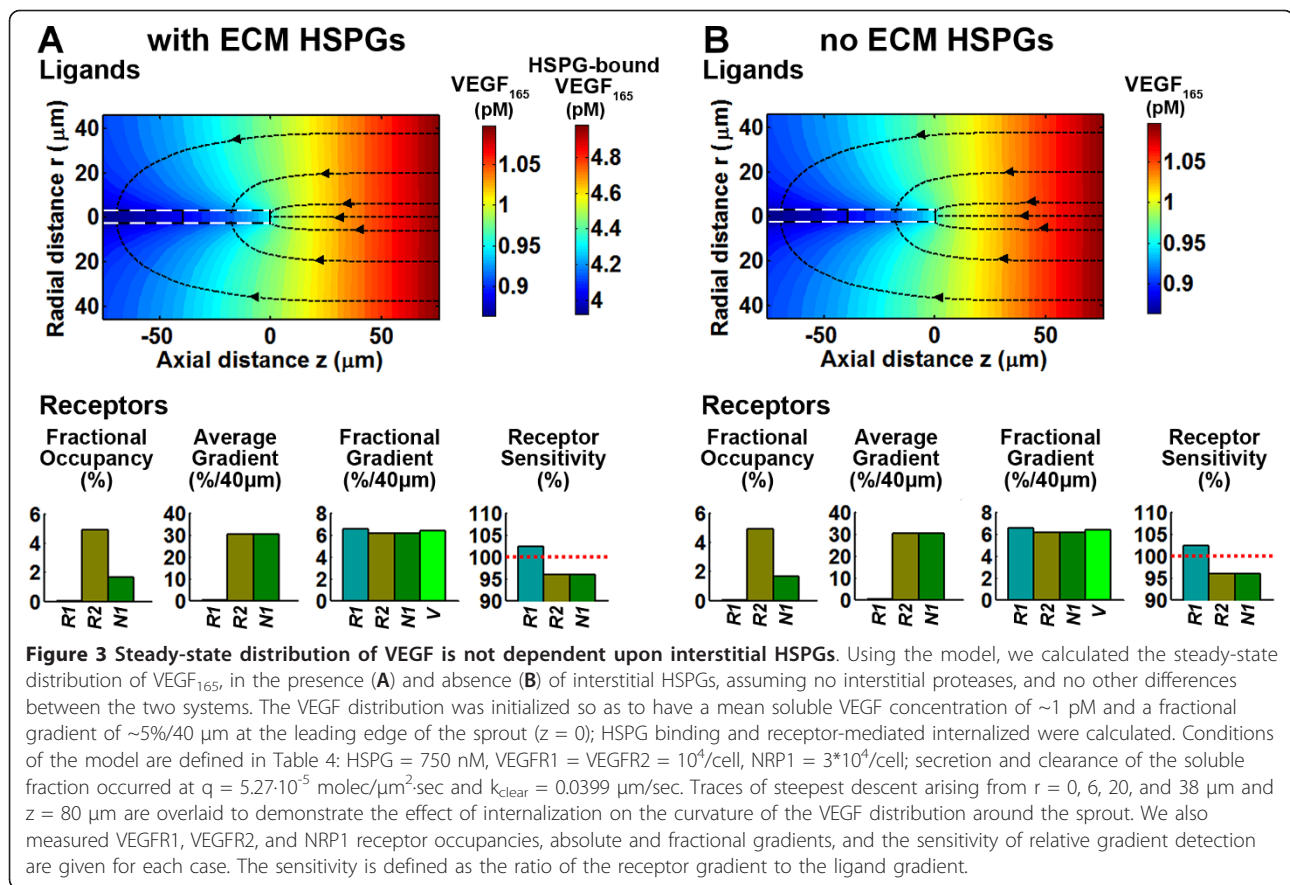 A with ECM HSPGs
Ligands
VEGF165 (pM)
HSPG-bound VEGF165 (pM)
Radial distance r (μm)
40
20
0
20
40
-50 0 50
Axial distance z (μm)
1.05
1
0.95
0.9
4.8
4.6
4.4
4.2
4
Receptors
Fractional Occupancy (%)
6
4
2
0
R1 R2 N1
Average Gradient (%/40μm)
40
30
20
10
0
R1 R2 N1
Fractional Gradient (%/40μm)
8
6
4
2
0
R1 R2 N1 V
Receptor Sensitivity (%)
110
105
100
95
90
R1 R2 N1
B no ECM HSPGs
Ligands
VEGF165 (pM)
Radial distance r (μm)
40
20
0
20
40
-50 0 50
Axial distance z (μm)
1.05
1
0.95
0.9
Receptors
Fractional Occupancy (%)
6
4
2
0
R1 R2 N1
Average Gradient (%/40μm)
40
30
20
10
0
R1 R2 N1
Fractional Gradient (%/40μm)
8
6
4
2
0
R1 R2 N1 V
Receptor Sensitivity (%)
110
105
100
95
90
R1 R2 N1
Figure 3 Steady-state distribution of VEGF is not dependent upon interstitial HSPGs. Using the model, we calculated the steady-state
distribution of VEGF165, in the presence (A) and absence (B) of interstitial HSPGs, assuming no interstitial proteases, and no other differences
between the two systems. The VEGF distribution was initialized so as to have a mean soluble VEGF concentration of ~1 pM and a fractional
gradient of ~5%/40 μm at the leading edge of the sprout (z = 0); HSPG binding and receptor-mediated internalized were calculated. Conditions
of the model are defined in Table 4: HSPG = 750 nM, VEGFR1 = VEGFR2 = 10⁴/cell, NRP1 = 3*10⁴/cell; secretion and clearance of the soluble
fraction occurred at q = 5.27·10⁻⁵ molec/μm²·sec and kclear = 0.0399 μm/sec. Traces of steepest descent arising from r = 0, 6, 20, and 38 μm and
z = 80 μm are overlaid to demonstrate the effect of internalization on the curvature of the VEGF distribution around the sprout. We also
measured VEGFR1, VEGFR2, and NRP1 receptor occupancies, absolute and fractional gradients, and the sensitivity of relative gradient detection
are given for each case. The sensitivity is defined as the ratio of the receptor gradient to the ligand gradient.